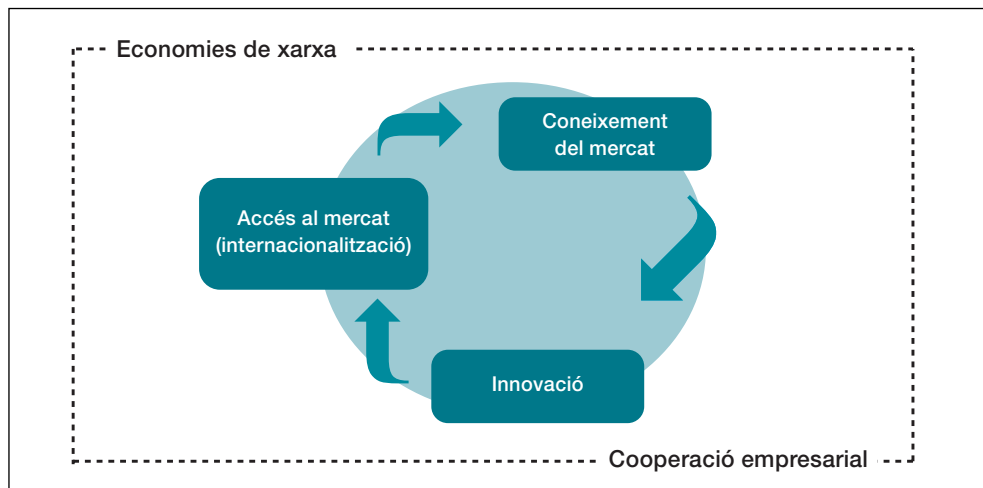 Economies de xarxa
Coneixement
del mercat
Accés al mercat
(internacionalització)
Innovació
Cooperació empresarial